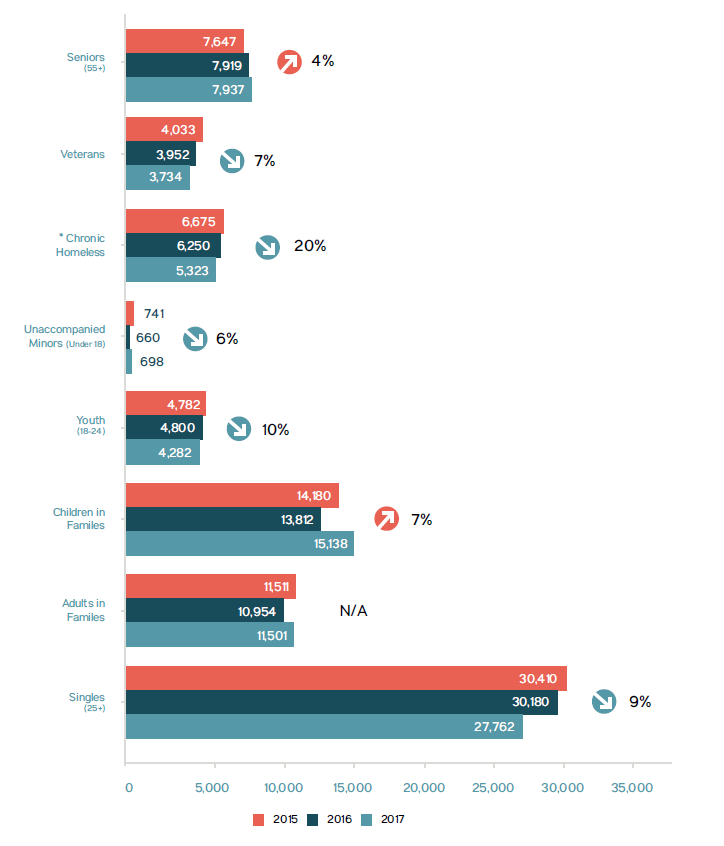 Seniors
(55+)
7,647
7,919
7,937
4%
Veterans
4,033
3,952
3,734
7%
* Chronic
Homeless
6,675
6,250
5,323
20%
Unaccompanied
Minors (Under 18)
741
660
698
6%
Youth
(18-24)
4,782
4,800
4,282
10%
Children in
Familes
14,180
13,812
15,138
7%
Adults in
Familes
11,511
10,954
11,501
N/A
Singles
(25+)
30,410
30,180
27,762
9%
0 5,000 10,000 15,000 20,000 25,000 30,000 35,000
2015 2016 2017